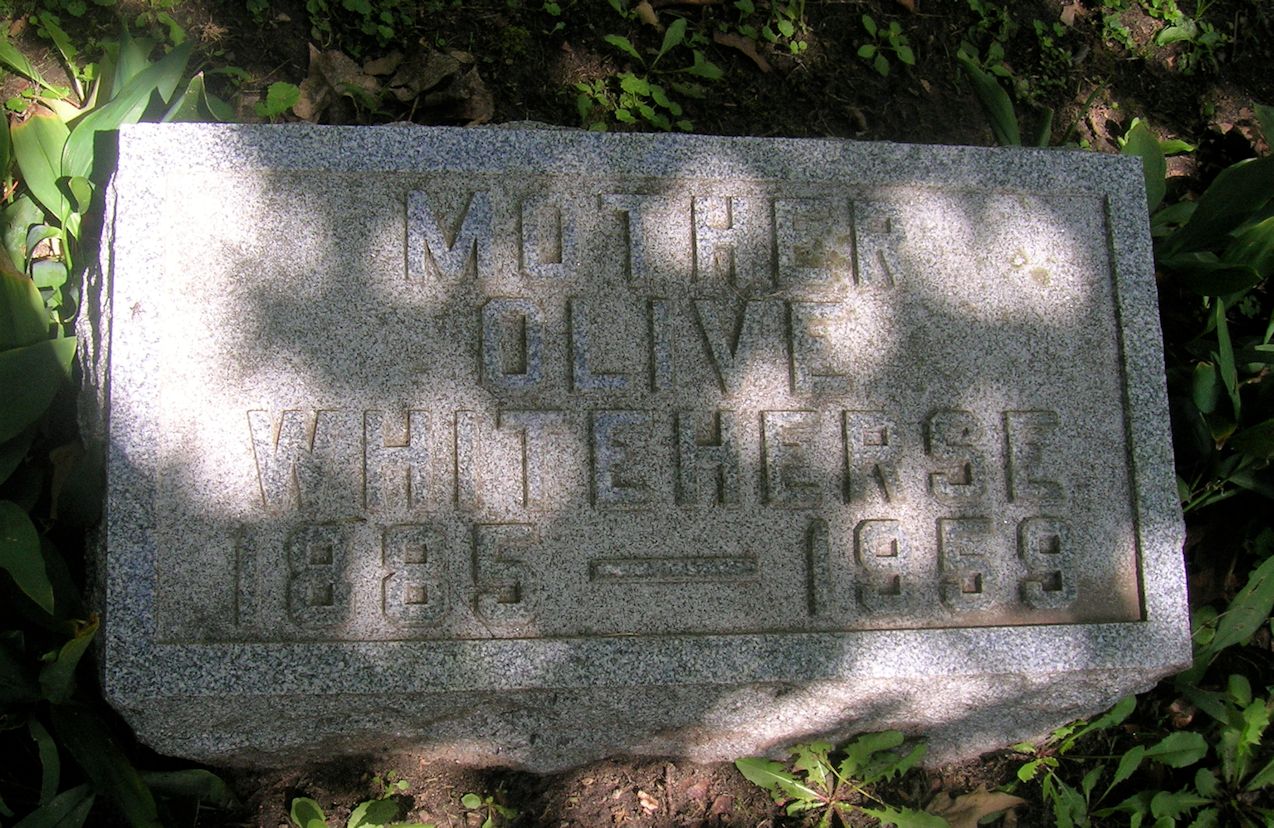 MOTHER
OLIVE
WHITEHERSE
1885 — 1959